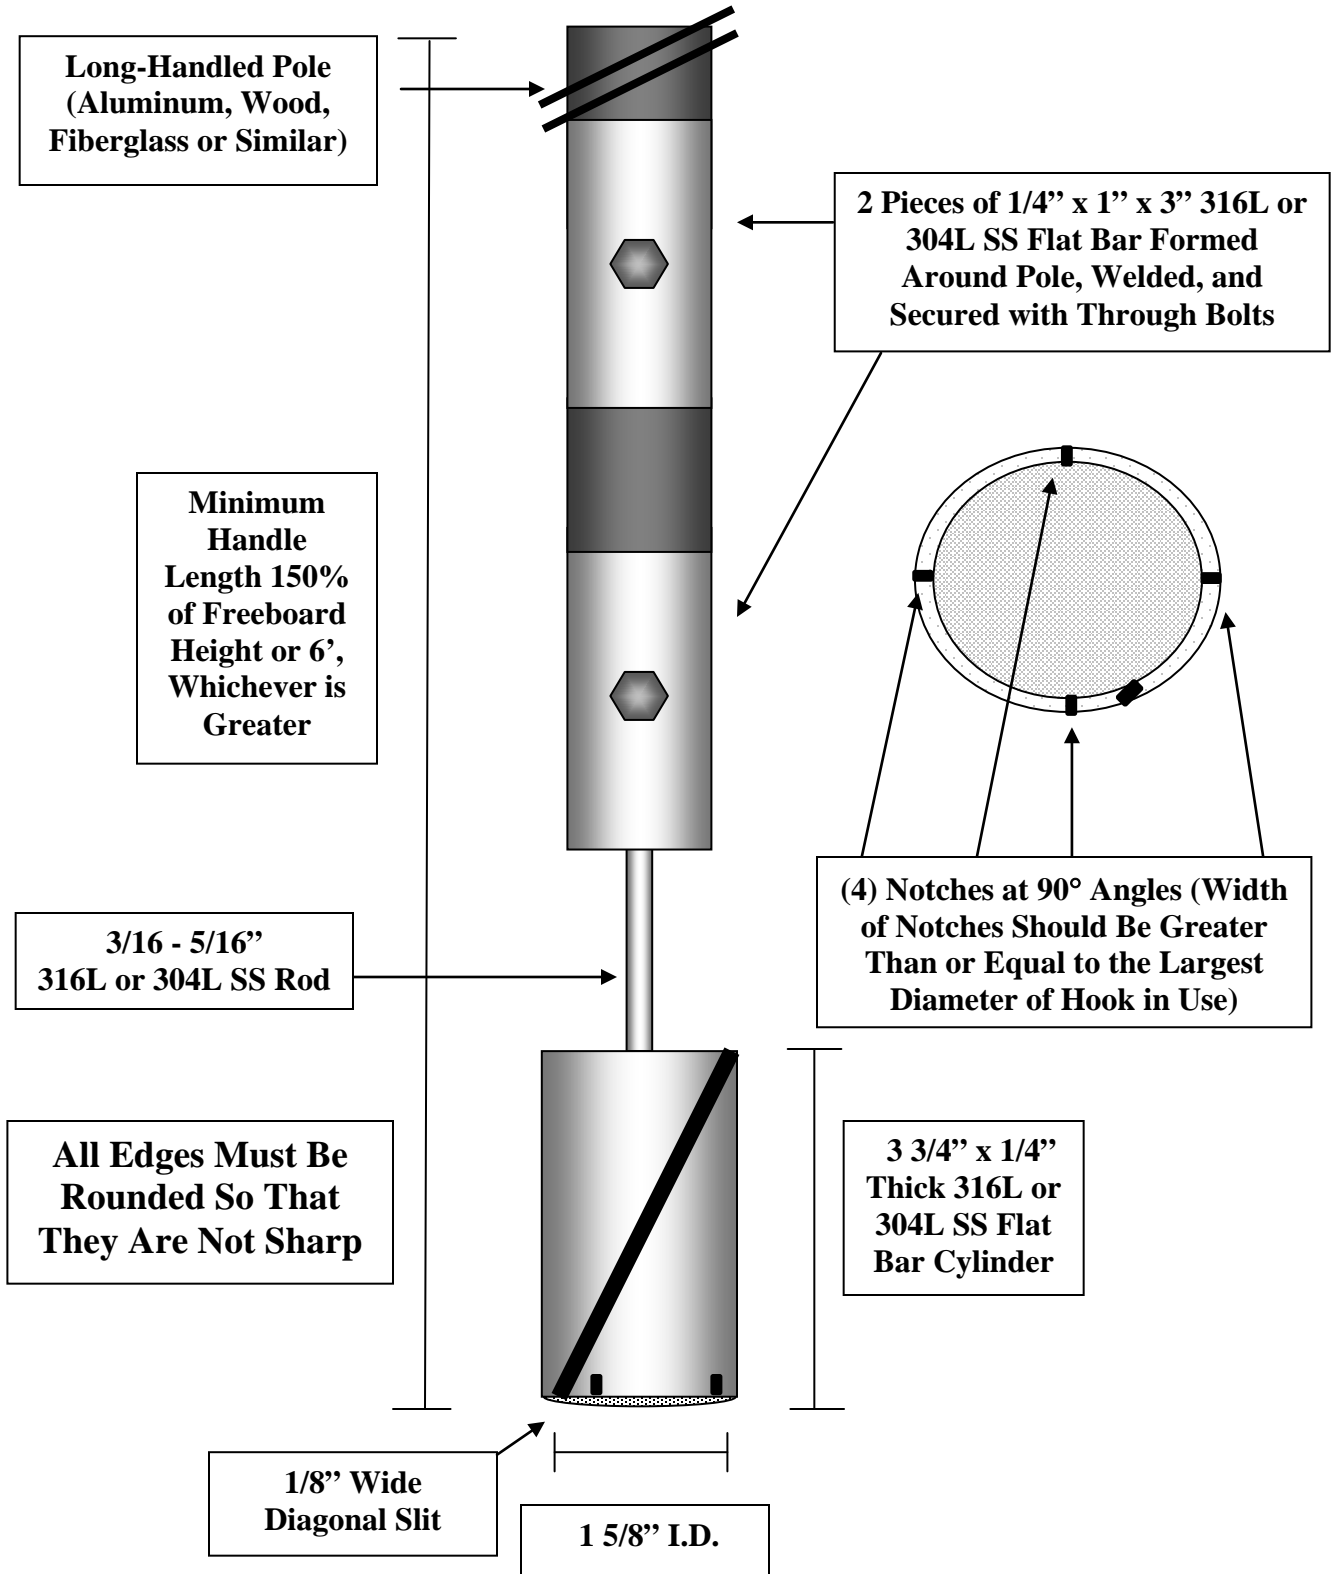 Long-Handled Pole
(Aluminum, Wood,
Fiberglass or Similar)
2 Pieces of 1/4” x 1” x 3” 316L or
304L SS Flat Bar Formed
Around Pole, Welded, and
Secured with Through Bolts
Minimum
Handle
Length 150%
of Freeboard
Height or 6’,
Whichever is
Greater
(4) Notches at 90° Angles (Width
of Notches Should Be Greater
Than or Equal to the Largest
Diameter of Hook in Use)
3/16 - 5/16”
316L or 304L SS Rod
All Edges Must Be
Rounded So That
They Are Not Sharp
3 3/4” x 1/4”
Thick 316L or
304L SS Flat
Bar Cylinder
1/8” Wide
Diagonal Slit
1 5/8” I.D.